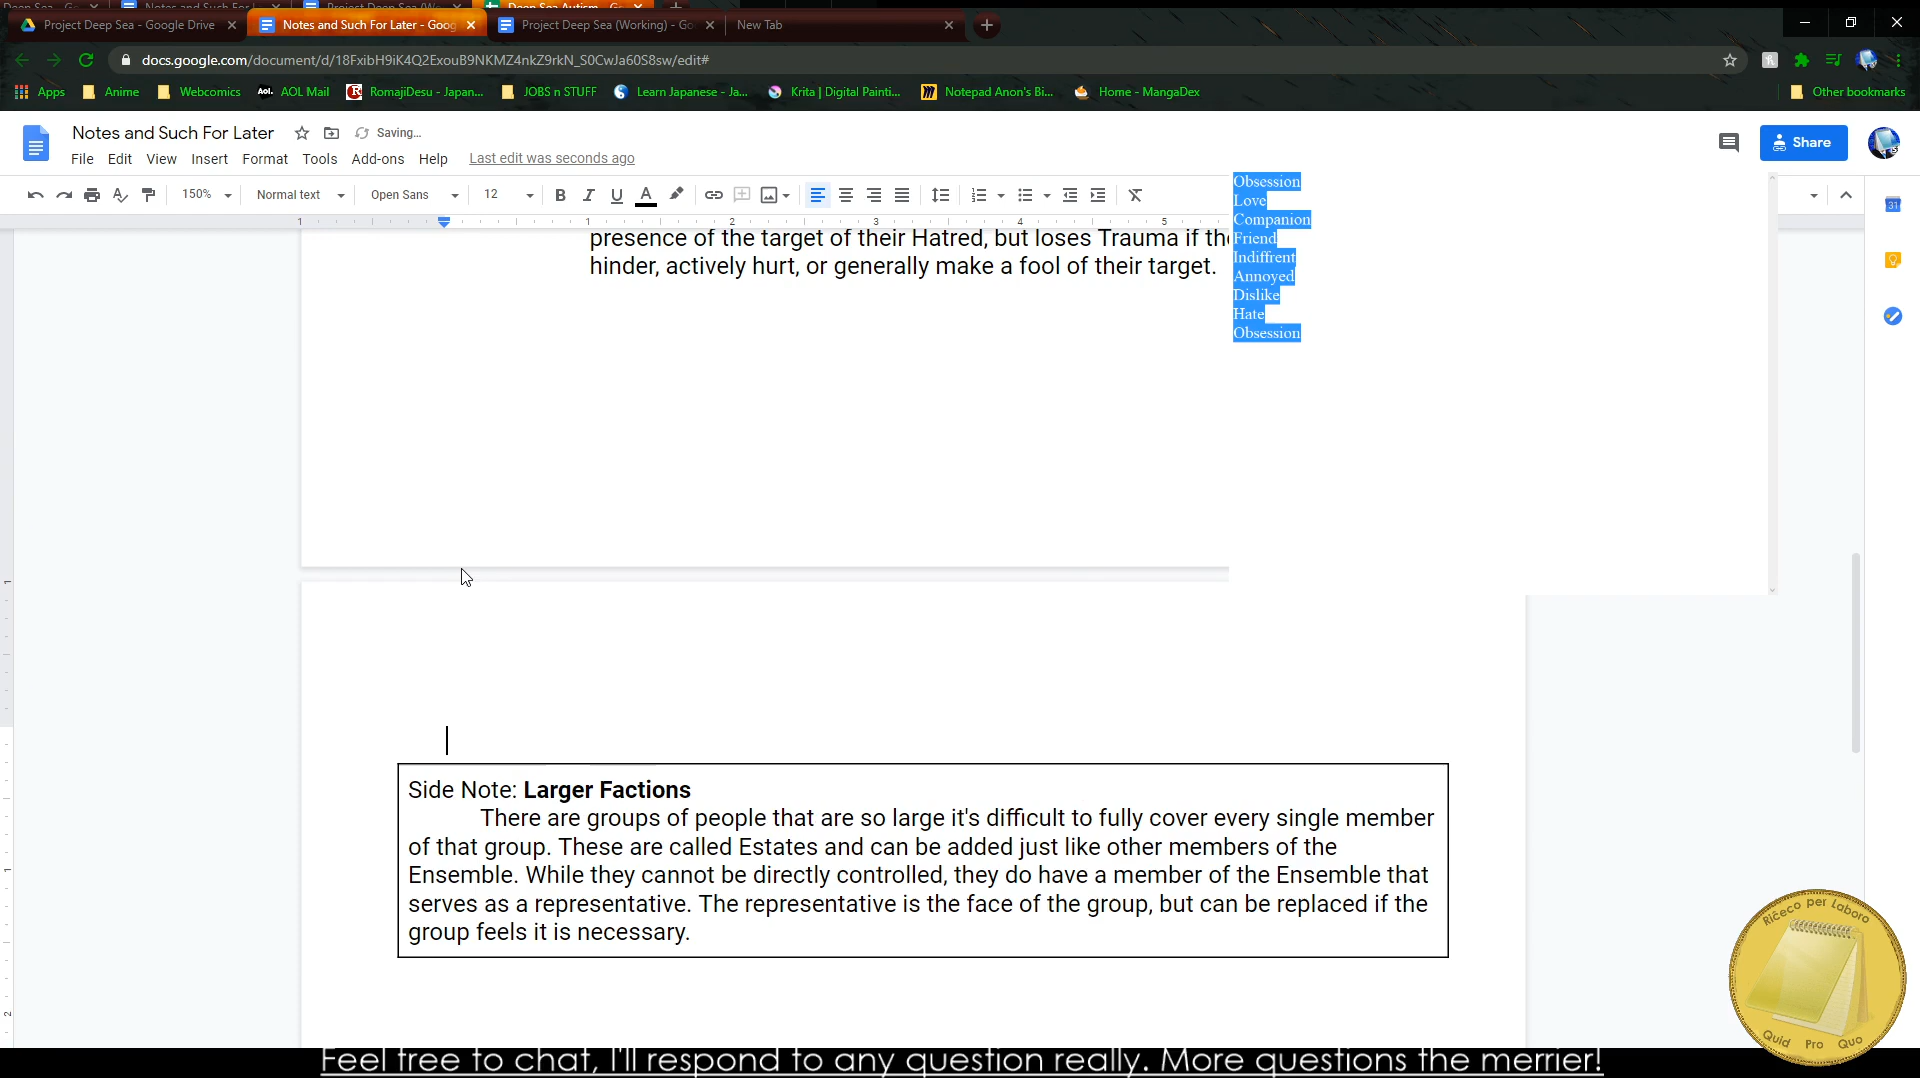 Project Deep Sea - Google Drive
Notes and Such For Later - Goog
Project Deep Sea (Working) - Go
New Tab
docs.google.com/document/d/18FxibH9iK4Q2ExouB9NKMZ4nkZ9rkN_S0CwJa60S8sw/edit#
Apps Anime Webcomics Aol. AOL Mail RomajiDesu - Japan... JOBS n STUFF Learn Japanese - Ja... Krita | Digital Painti... Notepad Anon's Bi... Home - MangaDex Other bookmarks
Notes and Such For Later Saving...
Share
File Edit View Insert Format Tools Add-ons Help Last edit was seconds ago
150% Normal text Open Sans 12 B I U A
31
1 1 2 3 4 5
Obsession
Love
Companion
Friend
Indiffrent
Annoyed
Dislike
Hate
Obsession
presence of the target of their Hatred, but loses Trauma if the
hinder, actively hurt, or generally make a fool of their target.
Side Note: Larger Factions
There are groups of people that are so large it's difficult to fully cover every single member
of that group. These are called Estates and can be added just like other members of the
Ensemble. While they cannot be directly controlled, they do have a member of the Ensemble that
serves as a representative. The representative is the face of the group, but can be replaced if the
group feels it is necessary.
Riceco per Laboro
Quid Pro Quo
Feel free to chat, I'll respond to any question really. More questions the merrier!